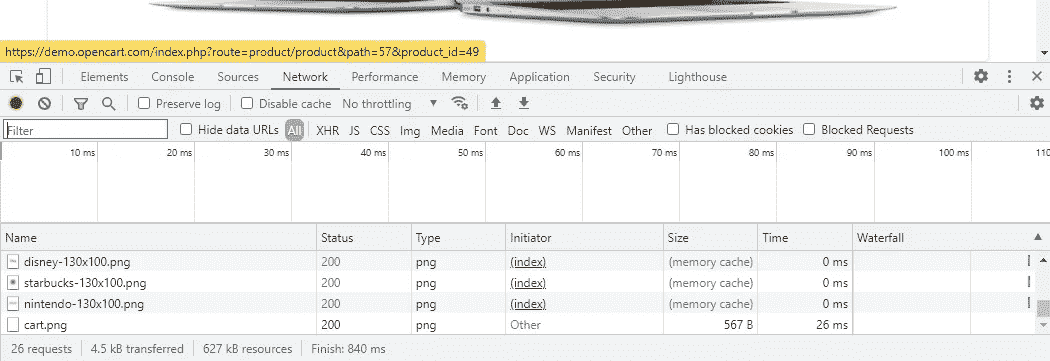 https://demo.opencart.com/index.php?route=product/product&path=57&product_id=49
Elements Console Sources Network Performance Memory Application Security Lighthouse
Preserve log Disable cache No throttling
Filter Hide data URLs All XHR JS CSS Img Media Font Doc WS Manifest Other Has blocked cookies Blocked Requests
10 ms 20 ms 30 ms 40 ms 50 ms 60 ms 70 ms 80 ms 90 ms 100 ms 110
Name Status Type Initiator Size Time Waterfall
disney-130x100.png 200 png (index) (memory cache) 0 ms
starbucks-130x100.png 200 png (index) (memory cache) 0 ms
nintendo-130x100.png 200 png (index) (memory cache) 0 ms
cart.png 200 png Other 567 B 26 ms
26 requests 4.5 kB transferred 627 kB resources Finish: 840 ms